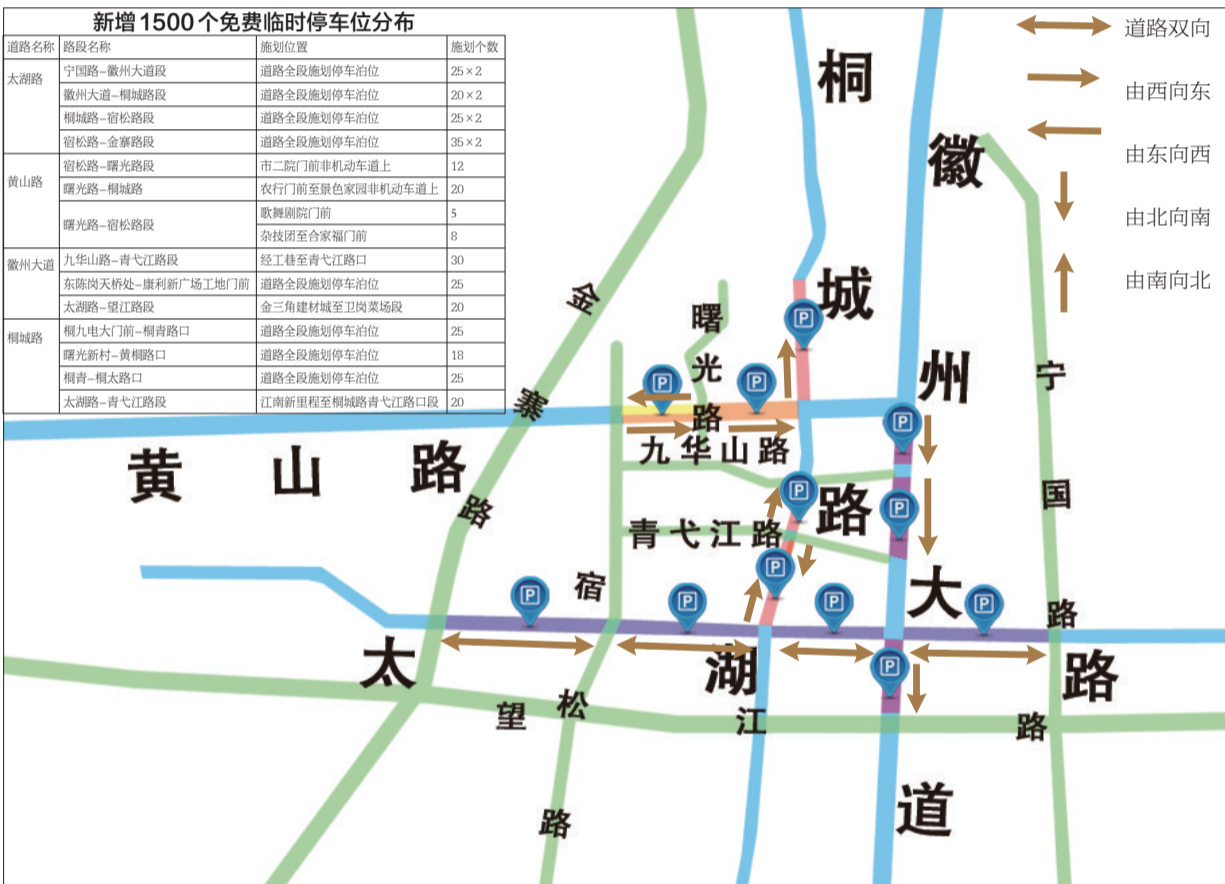 新增1500个免费临时停车位分布
道路名称 路段名称 施划位置 施划个数
太湖路 宁国路–徽州大道段 道路全段施划停车泊位 25×2
徽州大道–桐城路段 道路全段施划停车泊位 20×2
桐城路–宿松路段 道路全段施划停车泊位 25×2
宿松路–金寨路段 道路全段施划停车泊位 35×2
黄山路 宿松路–曙光路段 市二院门前非机动车道上 12
曙光路–桐城路 农行门前至景色家园非机动车道上 20
曙光路–宿松路段 歌舞剧院门前 5
杂技团至合家福门前 8
徽州大道 九华山路–青弋江路段 经工巷至青弋江路口 30
东陈岗天桥处–康利新广场工地门前 道路全段施划停车泊位 25
太湖路–望江路段 金三角建材城至卫岗菜场段 20
桐城路 桐九电大门前–桐青路口 道路全段施划停车泊位 25
曙光新村–黄桐路口 道路全段施划停车泊位 18
桐青–桐太路口 道路全段施划停车泊位 25
太湖路–青弋江路段 江南新里程至桐城路青弋江路口段 20
道路双向
由西向东
由东向西
由北向南
由南向北
桐城路
徽州大道
金寨路
曙光路
宁国路
黄山路
九华山路
青弋江路
宿松路
太湖路
望江路
P
P
P
P
P
P
P
P
P
P
P
P